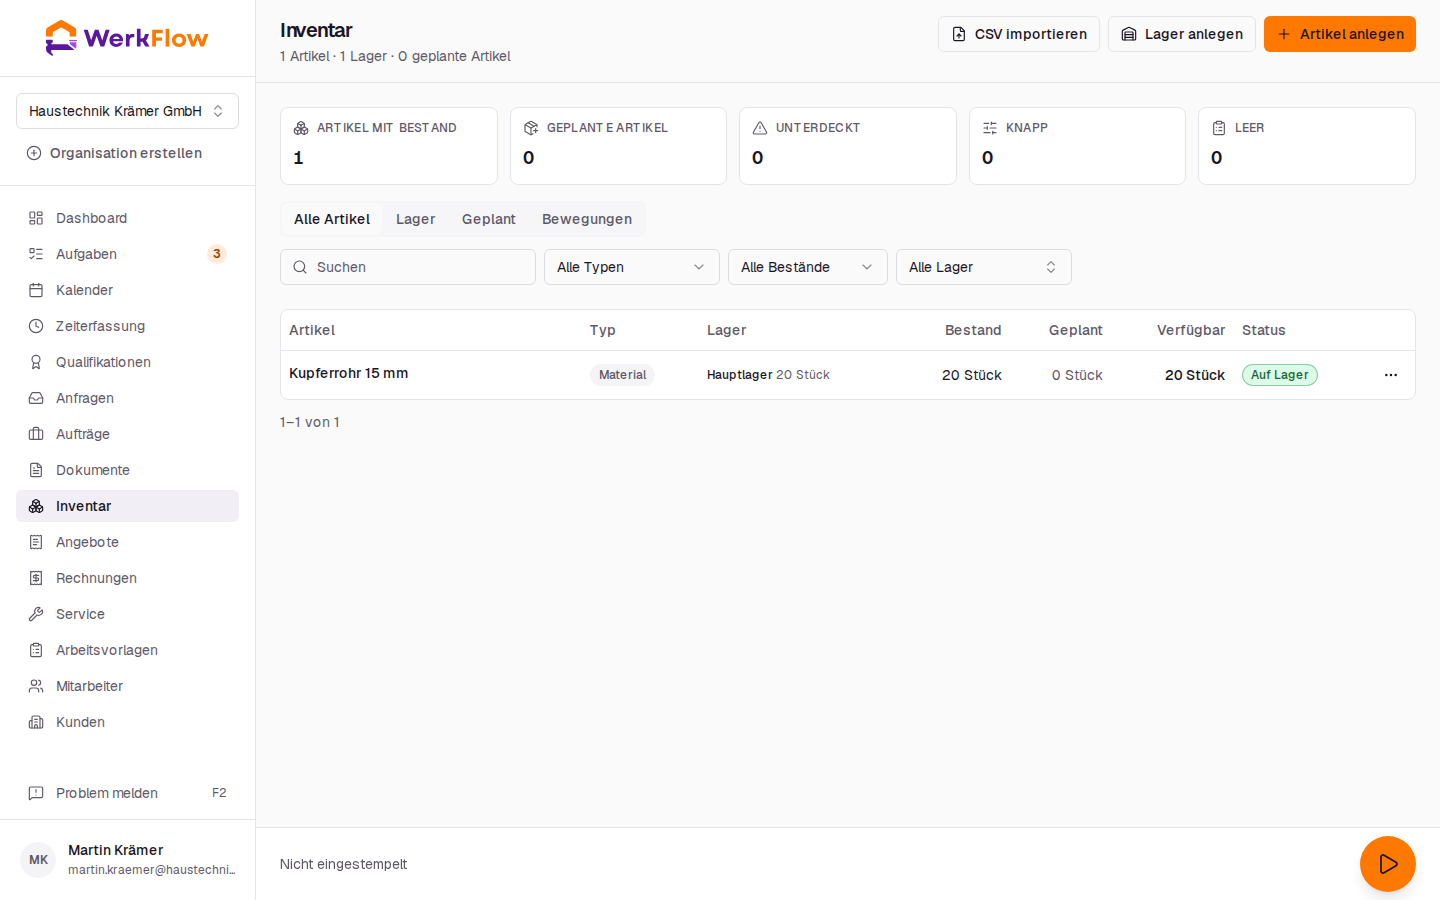 WerkFlow
Haustechnik Krämer GmbH
Organisation erstellen
Dashboard
Aufgaben 3
Kalender
Zeiterfassung
Qualifikationen
Anfragen
Aufträge
Dokumente
Inventar
Angebote
Rechnungen
Service
Arbeitsvorlagen
Mitarbeiter
Kunden
Problem melden F2
MK
Martin Krämer
martin.kraemer@haustechni...
Inventar
1 Artikel · 1 Lager · 0 geplante Artikel
CSV importieren
Lager anlegen
Artikel anlegen
ARTIKEL MIT BESTAND
1
GEPLANTE ARTIKEL
0
UNTERDECKT
0
KNAPP
0
LEER
0
Alle Artikel Lager Geplant Bewegungen
Suchen Alle Typen Alle Bestände Alle Lager
Artikel Typ Lager Bestand Geplant Verfügbar Status
Kupferrohr 15 mm Material Hauptlager 20 Stück 20 Stück 0 Stück 20 Stück Auf Lager
1–1 von 1
Nicht eingestempelt